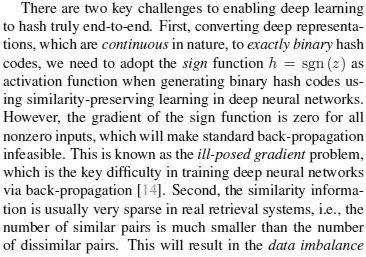 There are two key challenges to enabling deep learning
to hash truly end-to-end. First, converting deep representa-
tions, which are continuous in nature, to exactly binary hash
codes, we need to adopt the sign function h = sgn (z) as
activation function when generating binary hash codes us-
ing similarity-preserving learning in deep neural networks.
However, the gradient of the sign function is zero for all
nonzero inputs, which will make standard back-propagation
infeasible. This is known as the ill-posed gradient problem,
which is the key difficulty in training deep neural networks
via back-propagation [14]. Second, the similarity informa-
tion is usually very sparse in real retrieval systems, i.e., the
number of similar pairs is much smaller than the number
of dissimilar pairs. This will result in the data imbalance